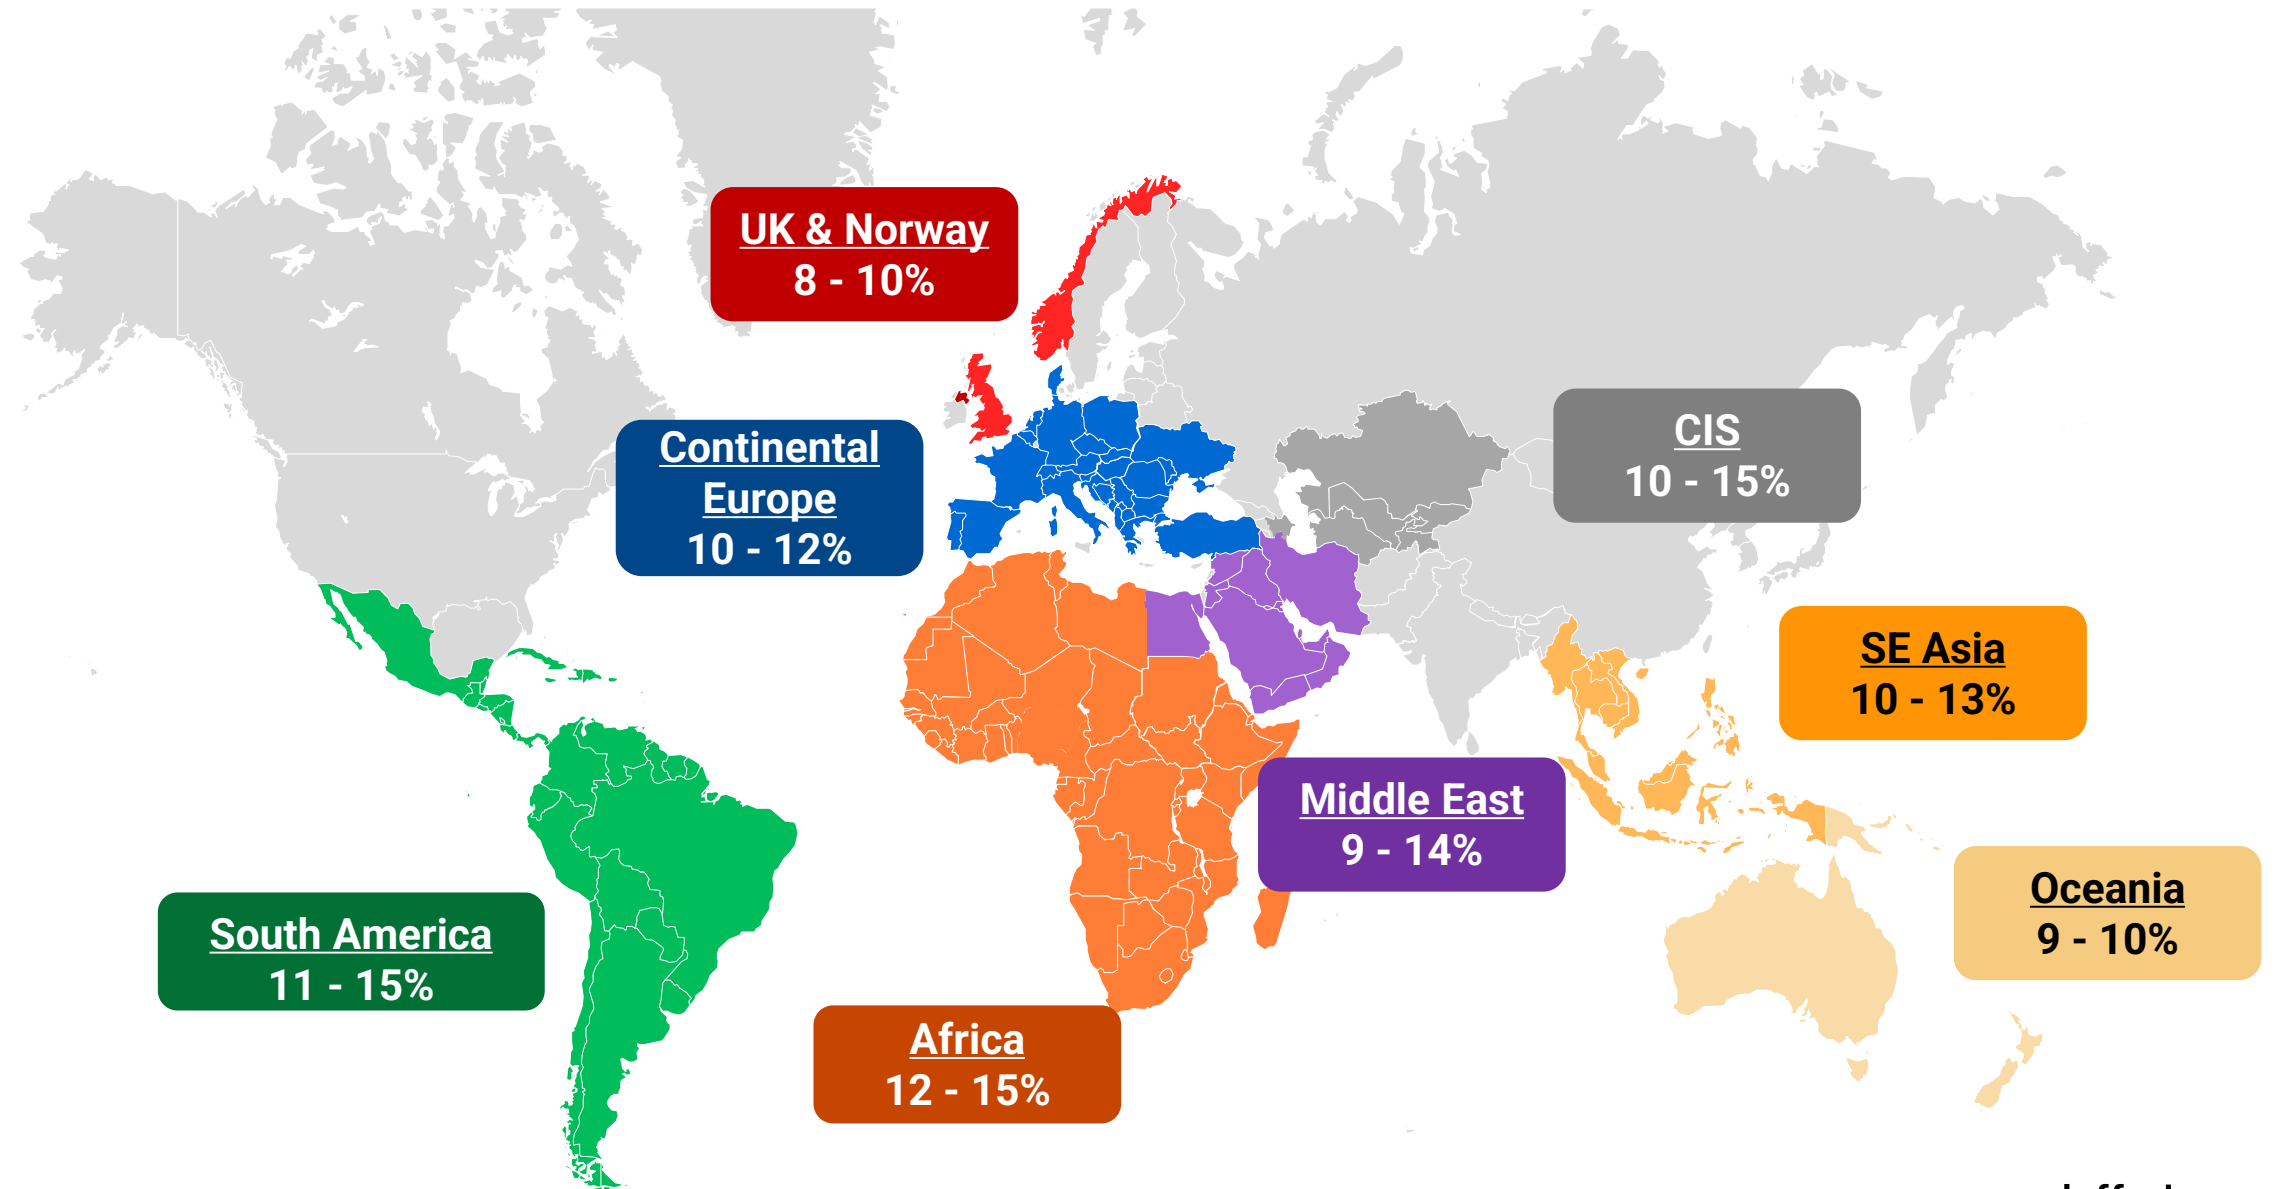 UK & Norway
8 - 10%
Continental
Europe
10 - 12%
CIS
10 - 15%
SE Asia
10 - 13%
Middle East
9 - 14%
Oceania
9 - 10%
South America
11 - 15%
Africa
12 - 15%